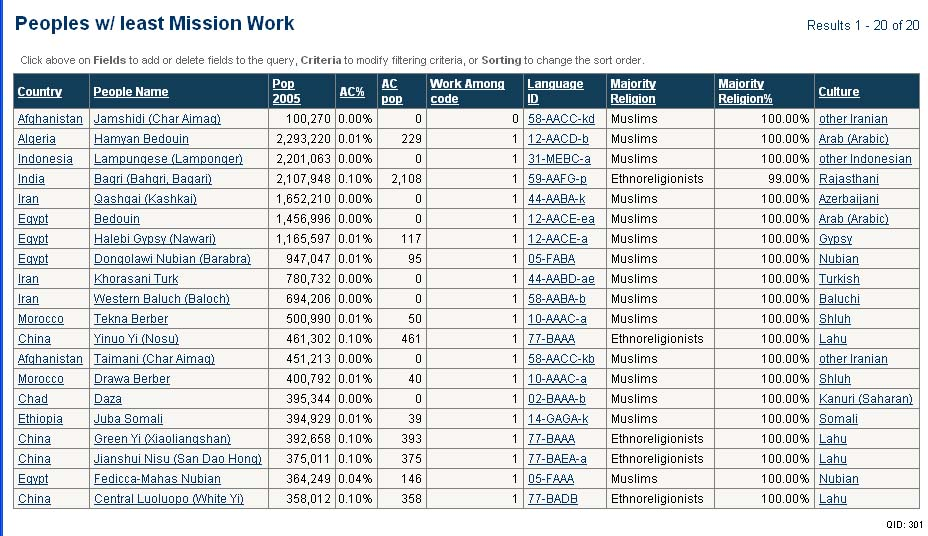 Peoples w/ least Mission Work
Results 1 - 20 of 20
Click above on Fields to add or delete fields to the query, Criteria to modify filtering criteria, or Sorting to change the sort order.
Country People Name Pop 2005 AC% AC pop Work Among code Language ID Majority Religion Majority Religion% Culture
Afghanistan Jamshidi (Char Aimaq) 100,270 0.00% 0 0 58-AACC-kd Muslims 100.00% other Iranian
Algeria Hamyan Bedouin 2,293,220 0.01% 229 1 12-AACD-b Muslims 100.00% Arab (Arabic)
Indonesia Lampungese (Lamponger) 2,201,063 0.00% 0 1 31-MEBC-a Muslims 100.00% other Indonesian
India Bagri (Bahgri, Bagari) 2,107,948 0.10% 2,108 1 59-AAFG-p Ethnoreligionists 99.00% Rajasthani
Iran Qashqai (Kashkai) 1,652,210 0.00% 0 1 44-AABA-k Muslims 100.00% Azerbaijani
Egypt Bedouin 1,456,996 0.00% 0 1 12-AACE-ea Muslims 100.00% Arab (Arabic)
Egypt Halebi Gypsy (Nawari) 1,165,597 0.01% 117 1 12-AACE-a Muslims 100.00% Gypsy
Egypt Dongolawi Nubian (Barabra) 947,047 0.01% 95 1 05-FABA Muslims 100.00% Nubian
Iran Khorasani Turk 780,732 0.00% 0 1 44-AABD-ae Muslims 100.00% Turkish
Iran Western Baluch (Baloch) 694,206 0.00% 0 1 58-AABA-b Muslims 100.00% Baluchi
Morocco Tekna Berber 500,990 0.01% 50 1 10-AAAC-a Muslims 100.00% Shluh
China Yinuo Yi (Nosu) 461,302 0.10% 461 1 77-BAAA Ethnoreligionists 100.00% Lahu
Afghanistan Taimani (Char Aimaq) 451,213 0.00% 0 1 58-AACC-kb Muslims 100.00% other Iranian
Morocco Drawa Berber 400,792 0.01% 40 1 10-AAAC-a Muslims 100.00% Shluh
Chad Daza 395,344 0.00% 0 1 02-BAAA-b Muslims 100.00% Kanuri (Saharan)
Ethiopia Juba Somali 394,929 0.01% 39 1 14-GAGA-k Muslims 100.00% Somali
China Green Yi (Xiaoliangshan) 392,658 0.10% 393 1 77-BAAA Ethnoreligionists 100.00% Lahu
China Jianshui Nisu (San Dao Hong) 375,011 0.10% 375 1 77-BAEA-a Ethnoreligionists 100.00% Lahu
Egypt Fedicca-Mahas Nubian 364,249 0.04% 146 1 05-FAAA Muslims 100.00% Nubian
China Central Luoluopo (White Yi) 358,012 0.10% 358 1 77-BADB Ethnoreligionists 100.00% Lahu
QID: 301